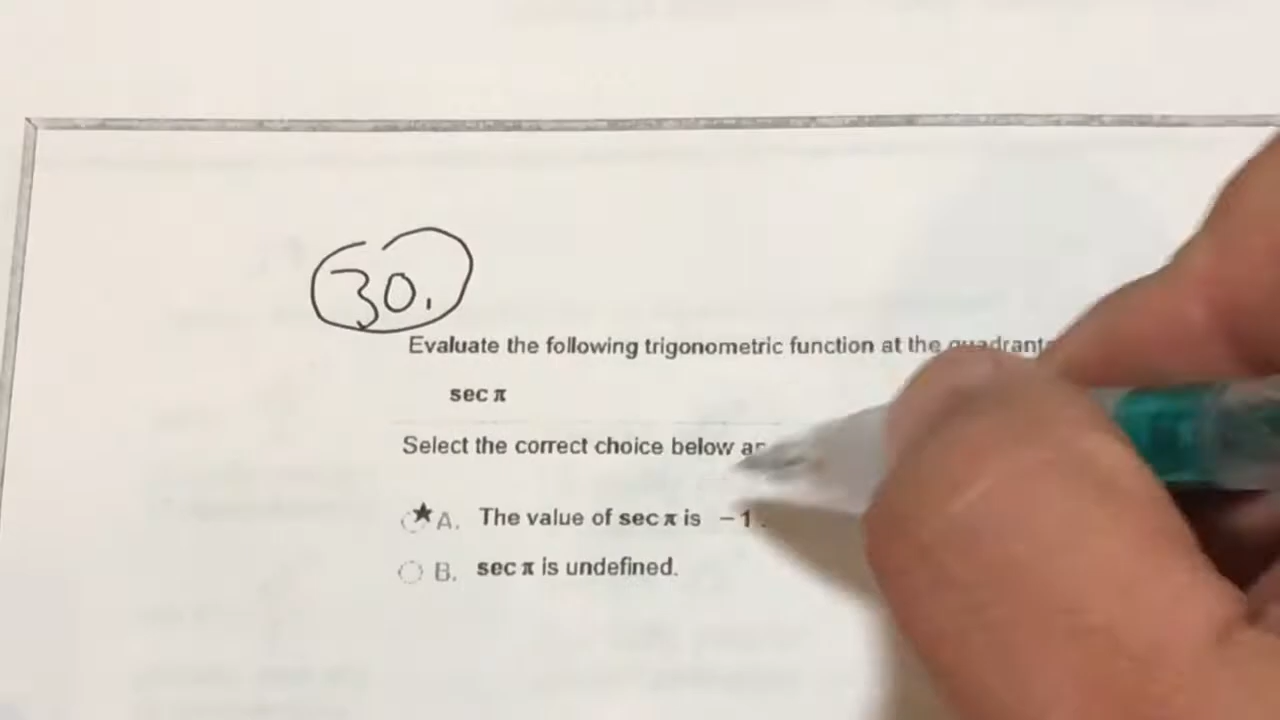 30.
Evaluate the following trigonometric function at the
sec π
Select the correct choice below
A. The value of sec π is −1.
B. sec π is undefined.